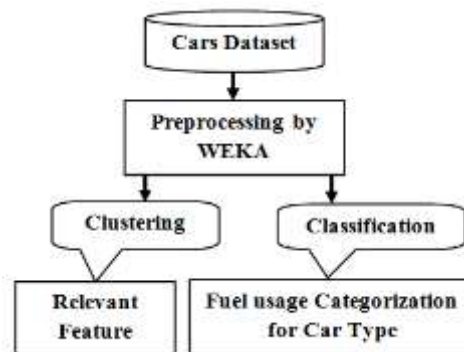 Cars Dataset
Preprocessing by
WEKA
Clustering
Classification
Relevant
Feature
Fuel usage Categorization
for Car Type